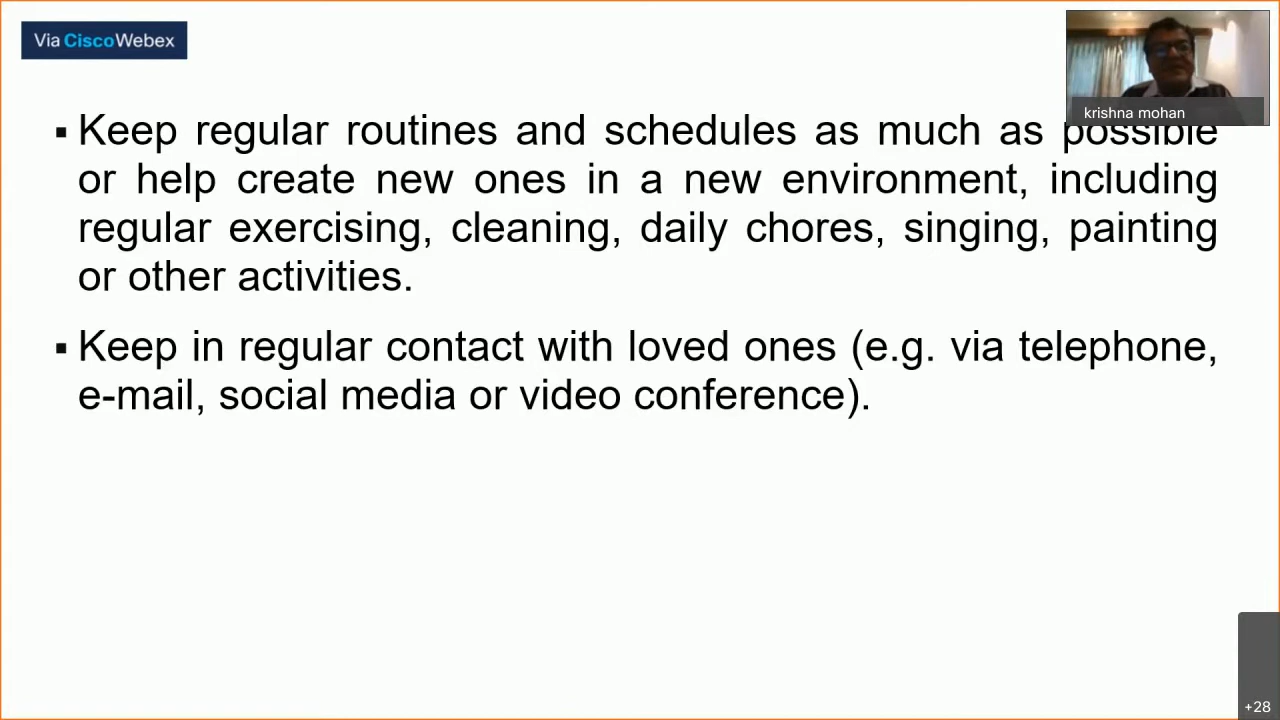 Via CiscoWebex
krishna mohan
▪ Keep regular routines and schedules as much as possible
or help create new ones in a new environment, including
regular exercising, cleaning, daily chores, singing, painting
or other activities.
▪ Keep in regular contact with loved ones (e.g. via telephone,
e-mail, social media or video conference).
+28